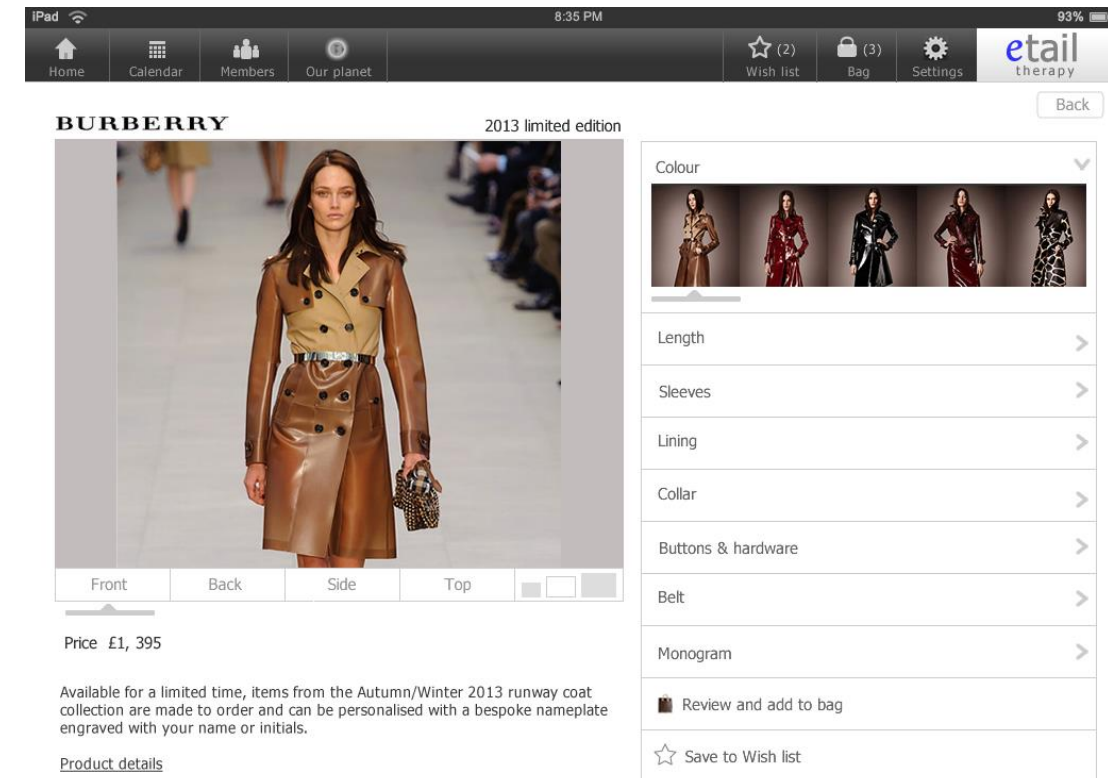 iPad
8:35 PM
93%
Home
Calendar
Members
Our planet
(2)
Wish list
(3)
Bag
Settings
etail
therapy
Back
BURBERRY
2013 limited edition
Colour
Length
Sleeves
Lining
Collar
Buttons & hardware
Belt
Monogram
Review and add to bag
Save to Wish list
Front
Back
Side
Top
Price £1, 395
Available for a limited time, items from the Autumn/Winter 2013 runway coat
collection are made to order and can be personalised with a bespoke nameplate
engraved with your name or initials.
Product details